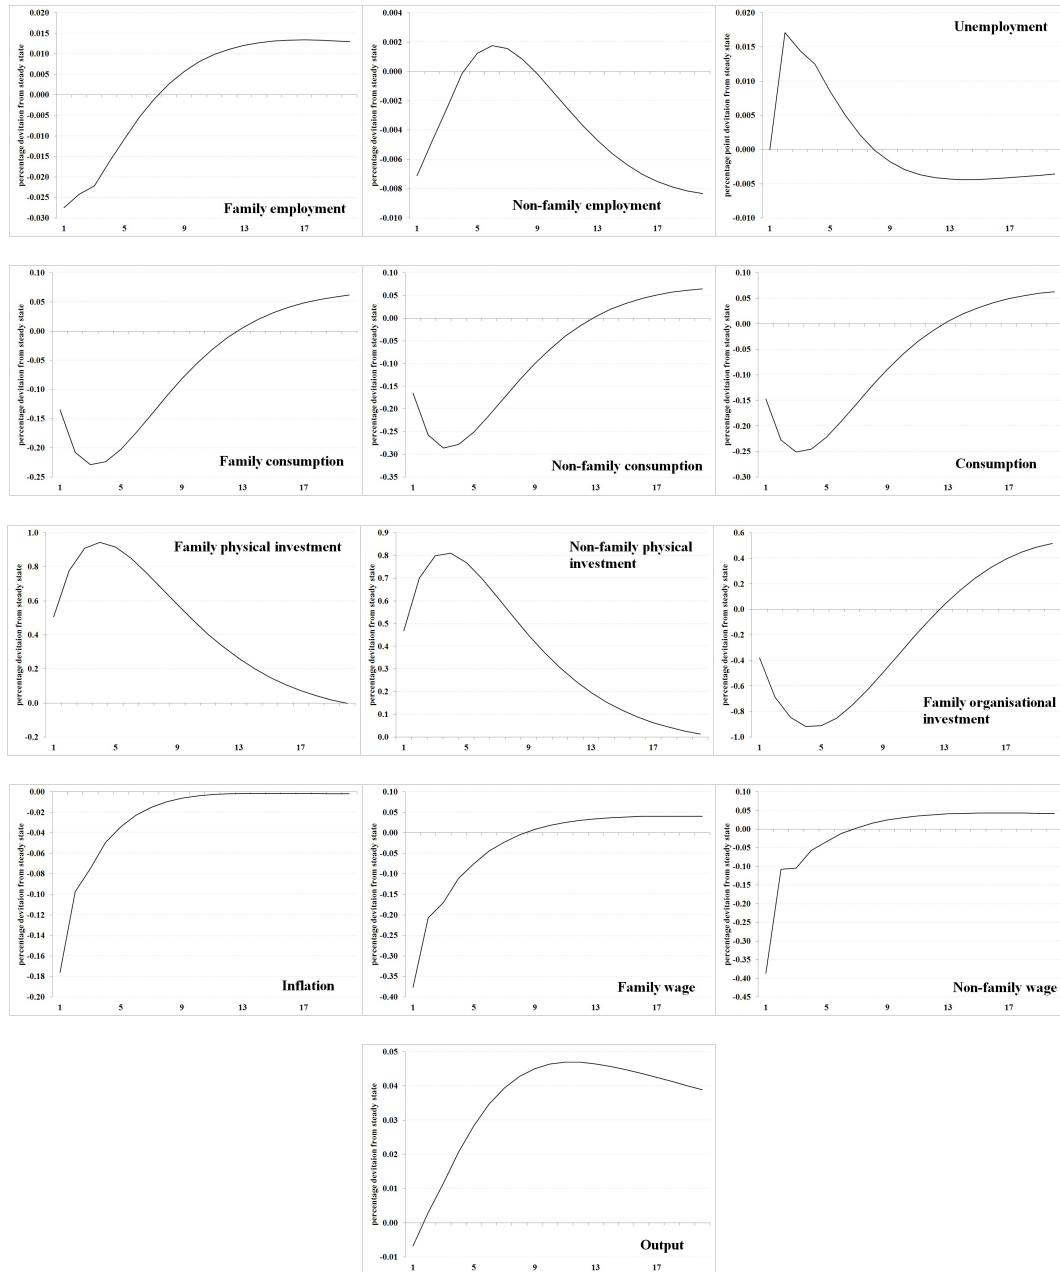 percentage devitaion from steady state
0.020
0.015
0.010
0.005
0.000
-0.005
-0.010
-0.015
-0.020
-0.025
-0.030
Family employment
1 5 9 13 17
percentage devitaion from steady state
0.004
0.002
0.000
-0.002
-0.004
-0.006
-0.008
-0.010
Non-family employment
1 5 9 13 17
percentage point devitaion from steady state
0.020
Unemployment
0.015
0.010
0.005
0.000
-0.005
-0.010
1 5 9 13 17
percentage devitaion from steady state
0.10
0.05
0.00
-0.05
-0.10
-0.15
-0.20
-0.25
Family consumption
1 5 9 13 17
percentage devitaion from steady state
0.10
0.05
0.00
-0.05
-0.10
-0.15
-0.20
-0.25
-0.30
-0.35
Non-family consumption
1 5 9 13 17
percentage devitaion from steady state
0.10
0.05
0.00
-0.05
-0.10
-0.15
-0.20
-0.25
-0.30
Consumption
1 5 9 13 17
percentage devitaion from steady state
1.0
Family physical investment
0.8
0.6
0.4
0.2
0.0
-0.2
1 5 9 13 17
percentage devitaion from steady state
0.9
Non-family physical
investment
0.8
0.7
0.6
0.5
0.4
0.3
0.2
0.1
0.0
1 5 9 13 17
percentage devitaion from steady state
0.6
0.4
0.2
0.0
-0.2
-0.4
-0.6
-0.8
-1.0
Family organisational
investment
1 5 9 13 17
percentage devitaion from steady state
0.00
-0.02
-0.04
-0.06
-0.08
-0.10
-0.12
-0.14
-0.16
-0.18
-0.20
Inflation
1 5 9 13 17
percentage devitaion from steady state
0.10
0.05
0.00
-0.05
-0.10
-0.15
-0.20
-0.25
-0.30
-0.35
-0.40
Family wage
1 5 9 13 17
percentage devitaion from steady state
0.10
0.05
0.00
-0.05
-0.10
-0.15
-0.20
-0.25
-0.30
-0.35
-0.40
-0.45
Non-family wage
1 5 9 13 17
percentage devitaion from steady state
0.05
0.04
0.03
0.02
0.01
0.00
-0.01
Output
1 5 9 13 17